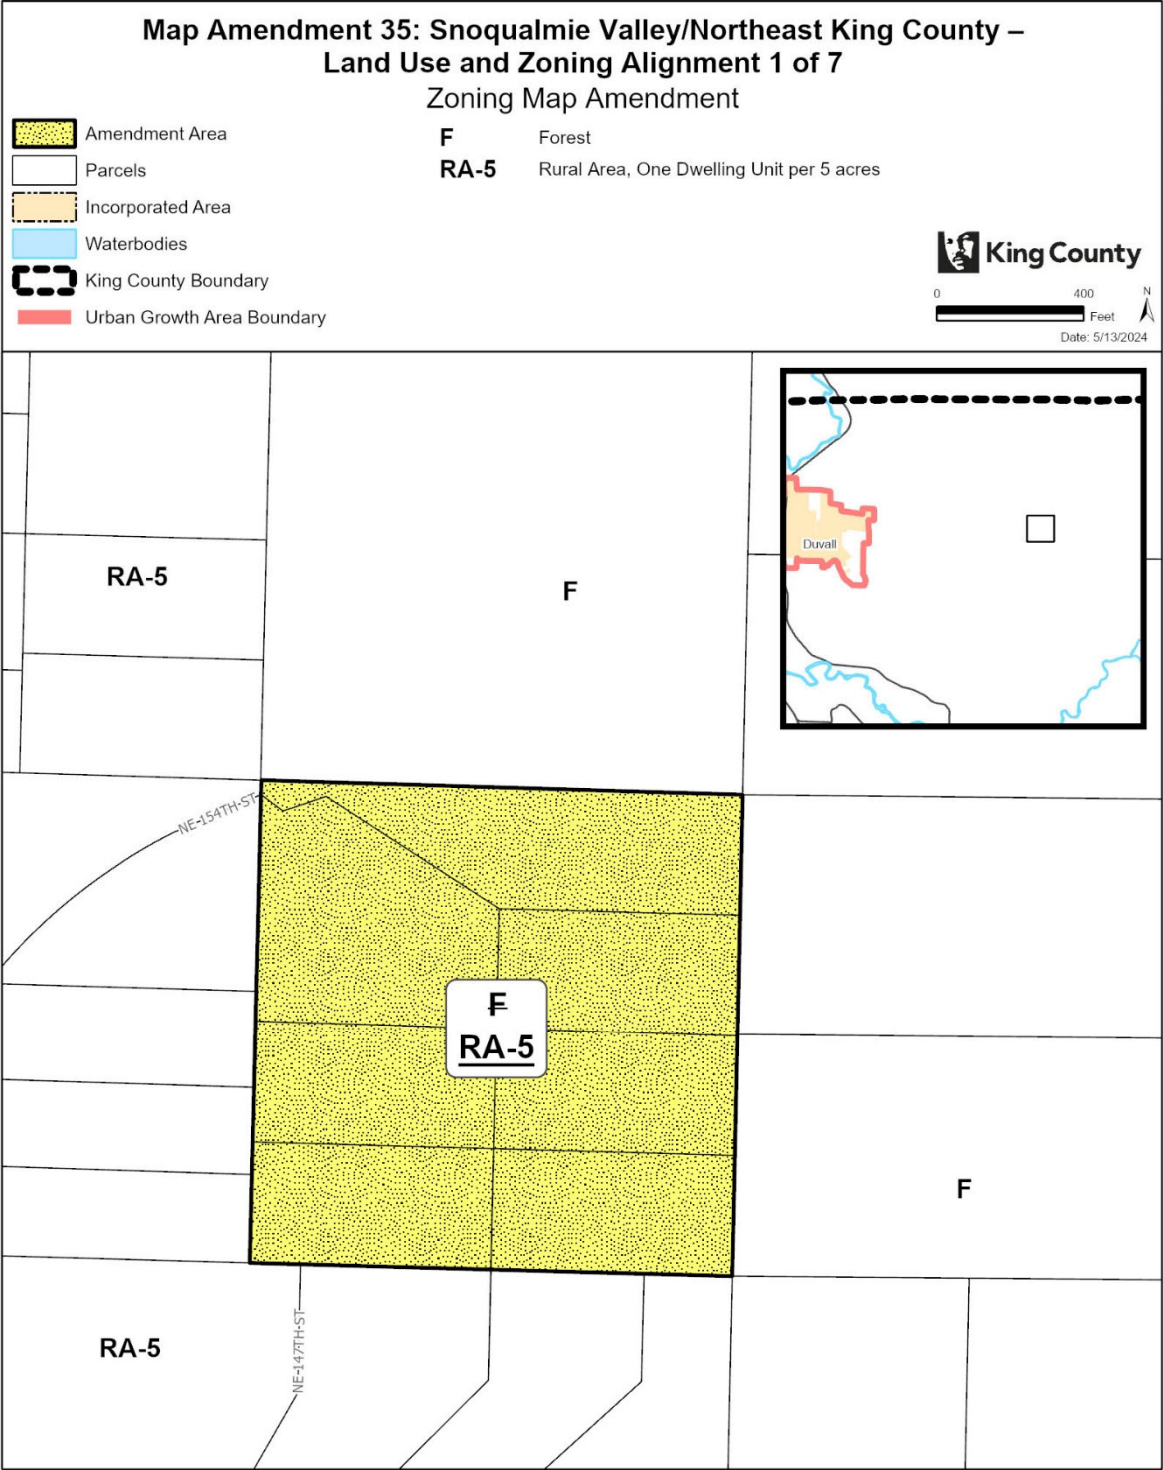 Map Amendment 35: Snoqualmie Valley/Northeast King County –
Land Use and Zoning Alignment 1 of 7
Zoning Map Amendment
Amendment Area
Parcels
Incorporated Area
Waterbodies
King County Boundary
Urban Growth Area Boundary
F Forest
RA-5 Rural Area, One Dwelling Unit per 5 acres
King County
0 400
Feet
N
Date: 5/13/2024
Duvall
RA-5
F
NE-154TH-ST
F
RA-5
F
RA-5
NE-147TH-ST